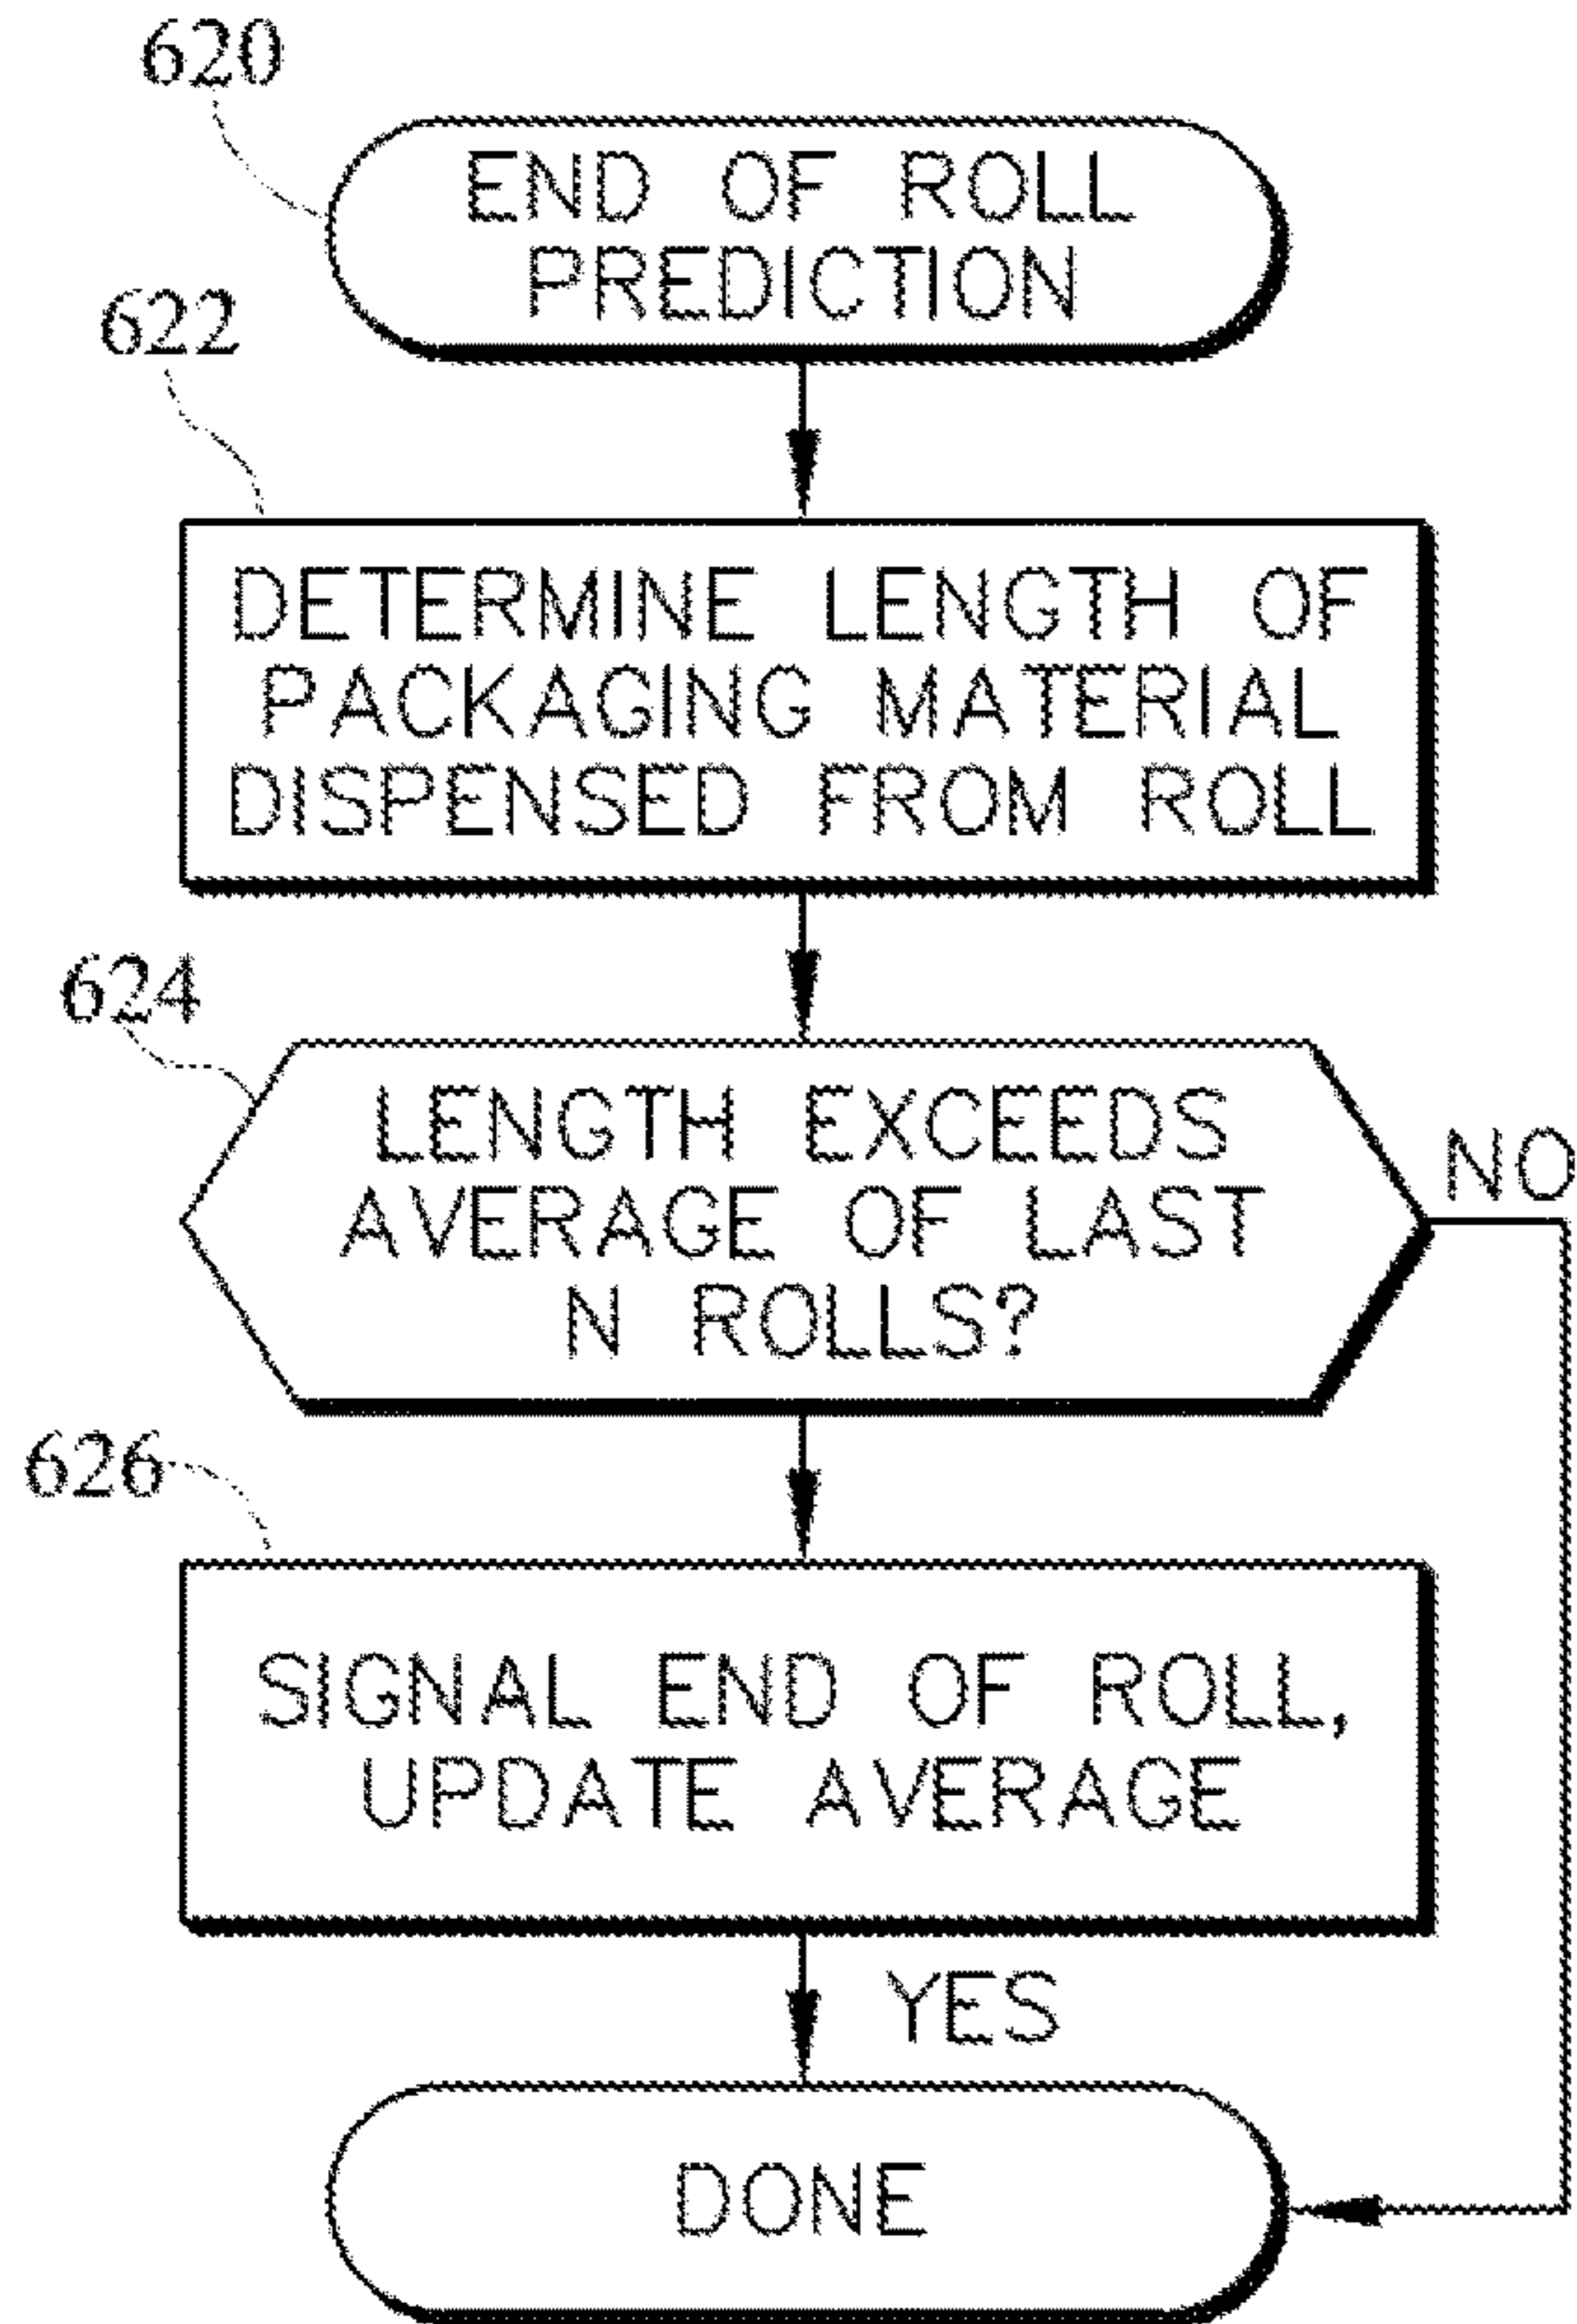 620
END OF ROLL
PREDICTION
622
DETERMINE LENGTH OF
PACKAGING MATERIAL
DISPENSED FROM ROLL
624
LENGTH EXCEEDS
AVERAGE OF LAST
N ROLLS?
NO
626
SIGNAL END OF ROLL,
UPDATE AVERAGE
YES
DONE